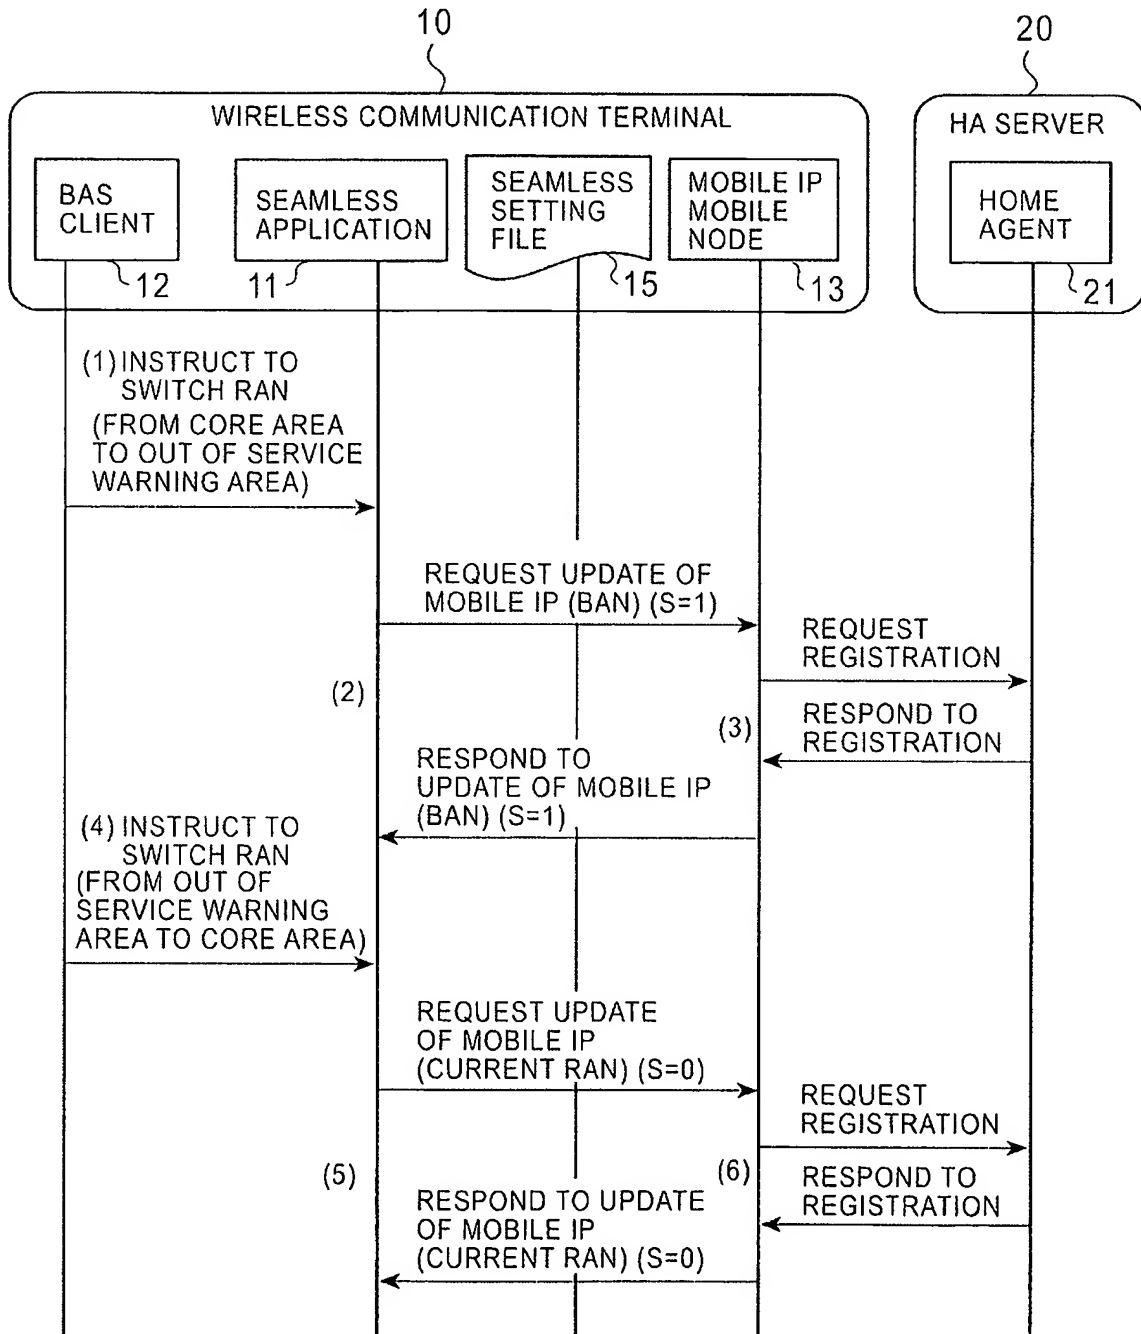 10
20
WIRELESS COMMUNICATION TERMINAL
HA SERVER
BAS
CLIENT
12
SEAMLESS
APPLICATION
11
SEAMLESS
SETTING
FILE
15
MOBILE IP
MOBILE
NODE
13
HOME
AGENT
21
(1) INSTRUCT TO
SWITCH RAN
(FROM CORE AREA
TO OUT OF SERVICE
WARNING AREA)
REQUEST UPDATE OF
MOBILE IP (BAN) (S=1)
REQUEST
REGISTRATION
(2)
(3)
RESPOND TO
REGISTRATION
RESPOND TO
UPDATE OF MOBILE IP
(BAN) (S=1)
(4) INSTRUCT TO
SWITCH RAN
(FROM OUT OF
SERVICE WARNING
AREA TO CORE AREA)
REQUEST UPDATE
OF MOBILE IP
(CURRENT RAN) (S=0)
REQUEST
REGISTRATION
(5)
(6)
RESPOND TO
REGISTRATION
RESPOND TO UPDATE
OF MOBILE IP
(CURRENT RAN) (S=0)